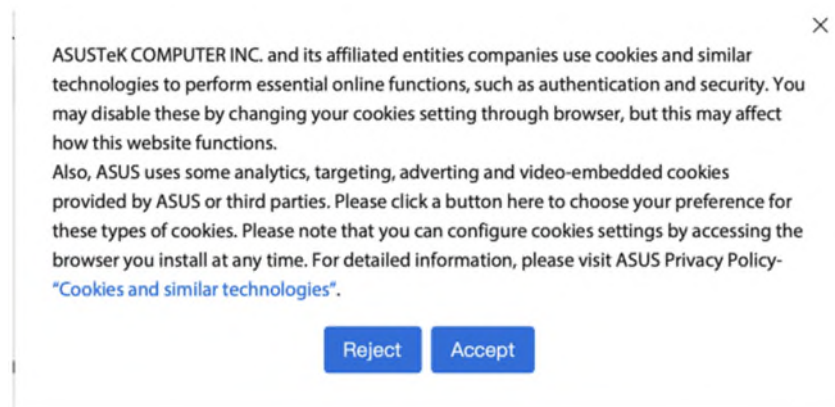 ASUSTeK COMPUTER INC. and its affiliated entities companies use cookies and similar
technologies to perform essential online functions, such as authentication and security. You
may disable these by changing your cookies setting through browser, but this may affect
how this website functions.
Also, ASUS uses some analytics, targeting, adverting and video-embedded cookies
provided by ASUS or third parties. Please click a button here to choose your preference for
these types of cookies. Please note that you can configure cookies settings by accessing the
browser you install at any time. For detailed information, please visit ASUS Privacy Policy-
“Cookies and similar technologies”.
Reject Accept